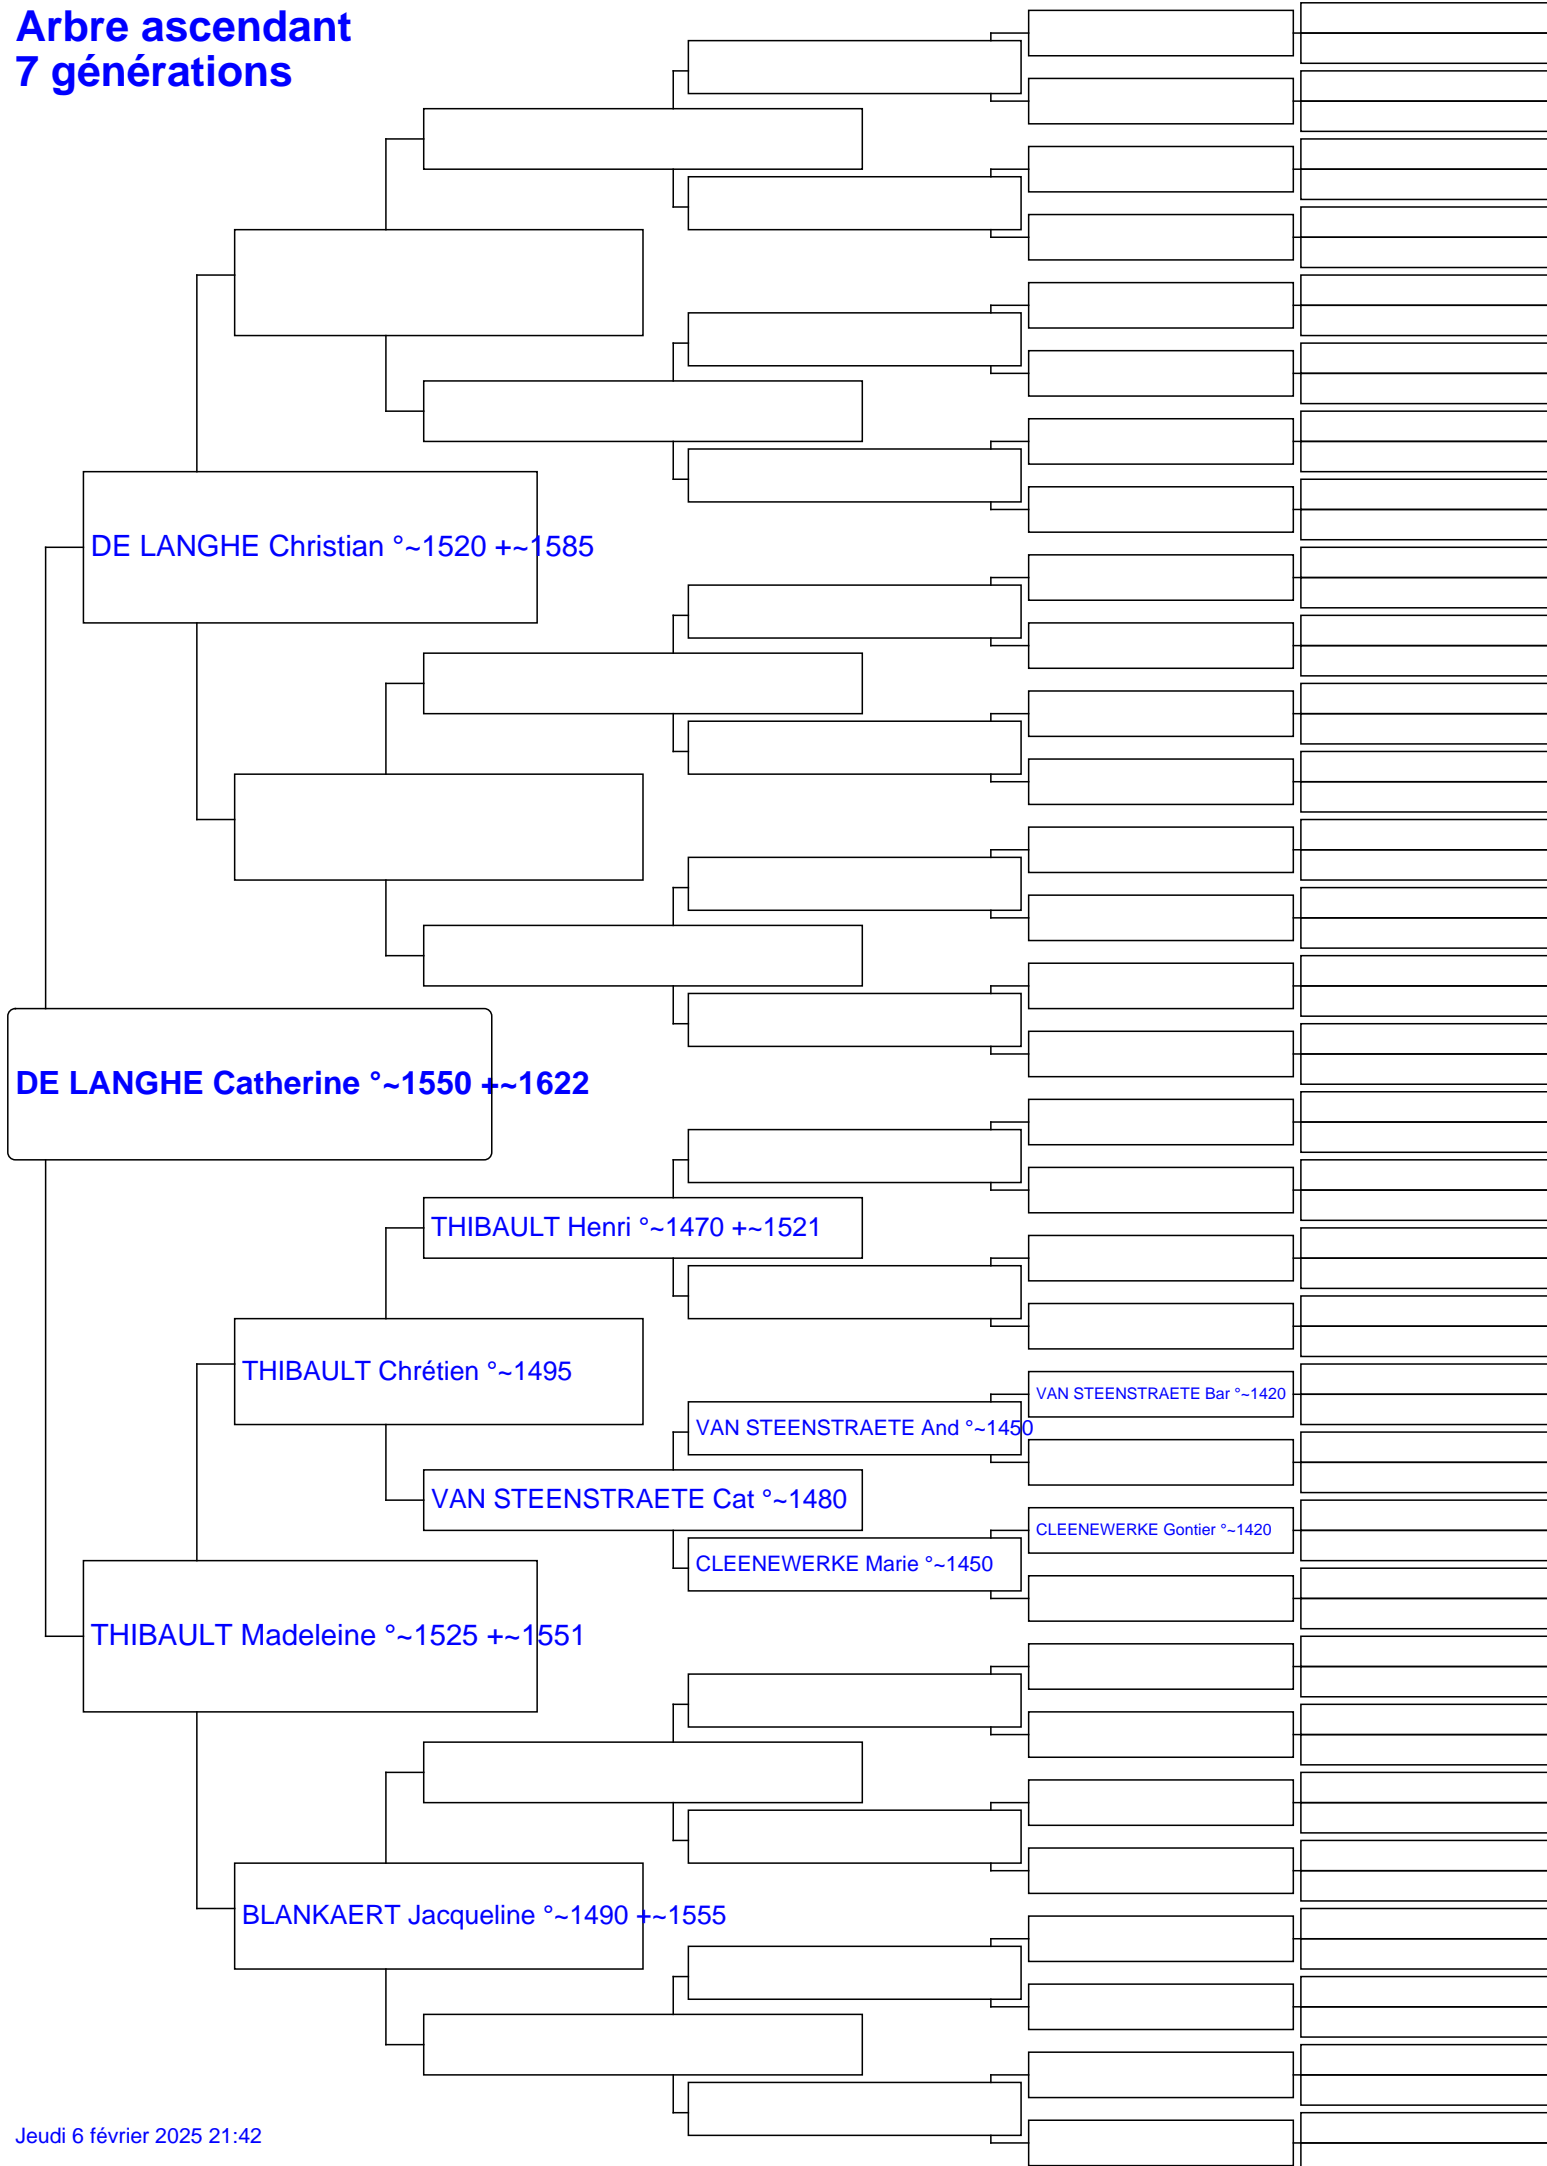 Arbre ascendant
7 générations
DE LANGHE Christian °~1520 +~1585
DE LANGHE Catherine °~1550 +~1622
THIBAULT Henri °~1470 +~1521
THIBAULT Chrétien °~1495
VAN STEENSTRAETE Bar °~1420
VAN STEENSTRAETE And °~1450
VAN STEENSTRAETE Cat °~1480
CLEENEWERKE Gontier °~1420
CLEENEWERKE Marie °~1450
THIBAULT Madeleine °~1525 +~1551
BLANKAERT Jacqueline °~1490 +~1555
Jeudi 6 février 2025 21:42